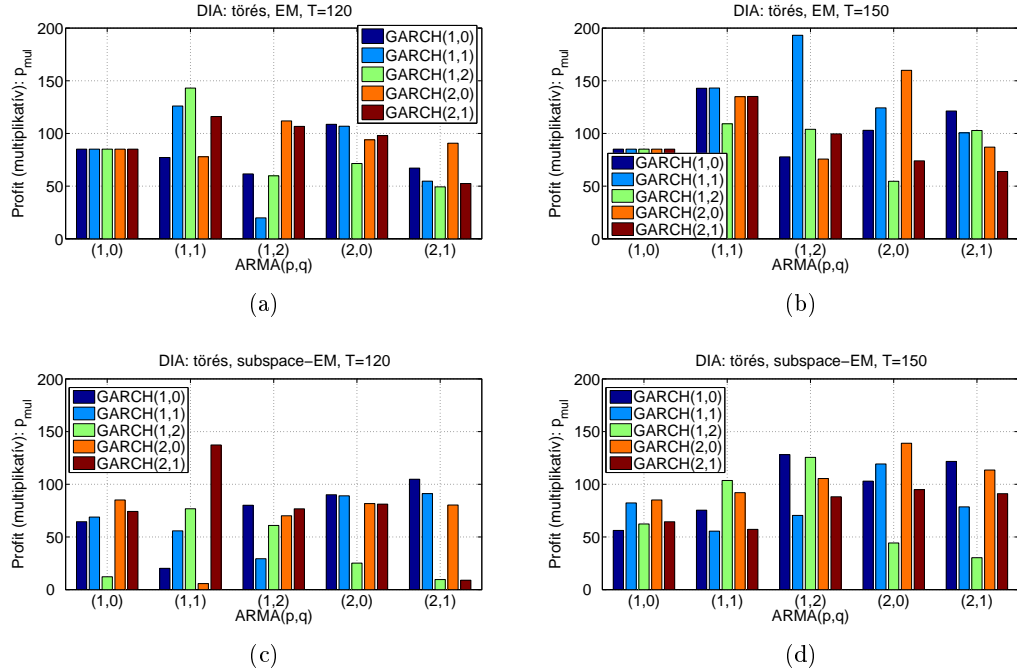 DIA: törés, EM, T=120
Profit (multiplikatív): p_mul
200
150
100
50
0
GARCH(1,0)
GARCH(1,1)
GARCH(1,2)
GARCH(2,0)
GARCH(2,1)
(1,0) (1,1) (1,2) (2,0) (2,1)
ARMA(p,q)
(a)
DIA: törés, EM, T=150
Profit (multiplikatív): p_mul
200
150
100
50
0
GARCH(1,0)
GARCH(1,1)
GARCH(1,2)
GARCH(2,0)
GARCH(2,1)
(1,0) (1,1) (1,2) (2,0) (2,1)
ARMA(p,q)
(b)
DIA: törés, subspace−EM, T=120
Profit (multiplikatív): p_mul
200
150
100
50
0
GARCH(1,0)
GARCH(1,1)
GARCH(1,2)
GARCH(2,0)
GARCH(2,1)
(1,0) (1,1) (1,2) (2,0) (2,1)
ARMA(p,q)
(c)
DIA: törés, subspace−EM, T=150
Profit (multiplikatív): p_mul
200
150
100
50
0
GARCH(1,0)
GARCH(1,1)
GARCH(1,2)
GARCH(2,0)
GARCH(2,1)
(1,0) (1,1) (1,2) (2,0) (2,1)
ARMA(p,q)
(d)